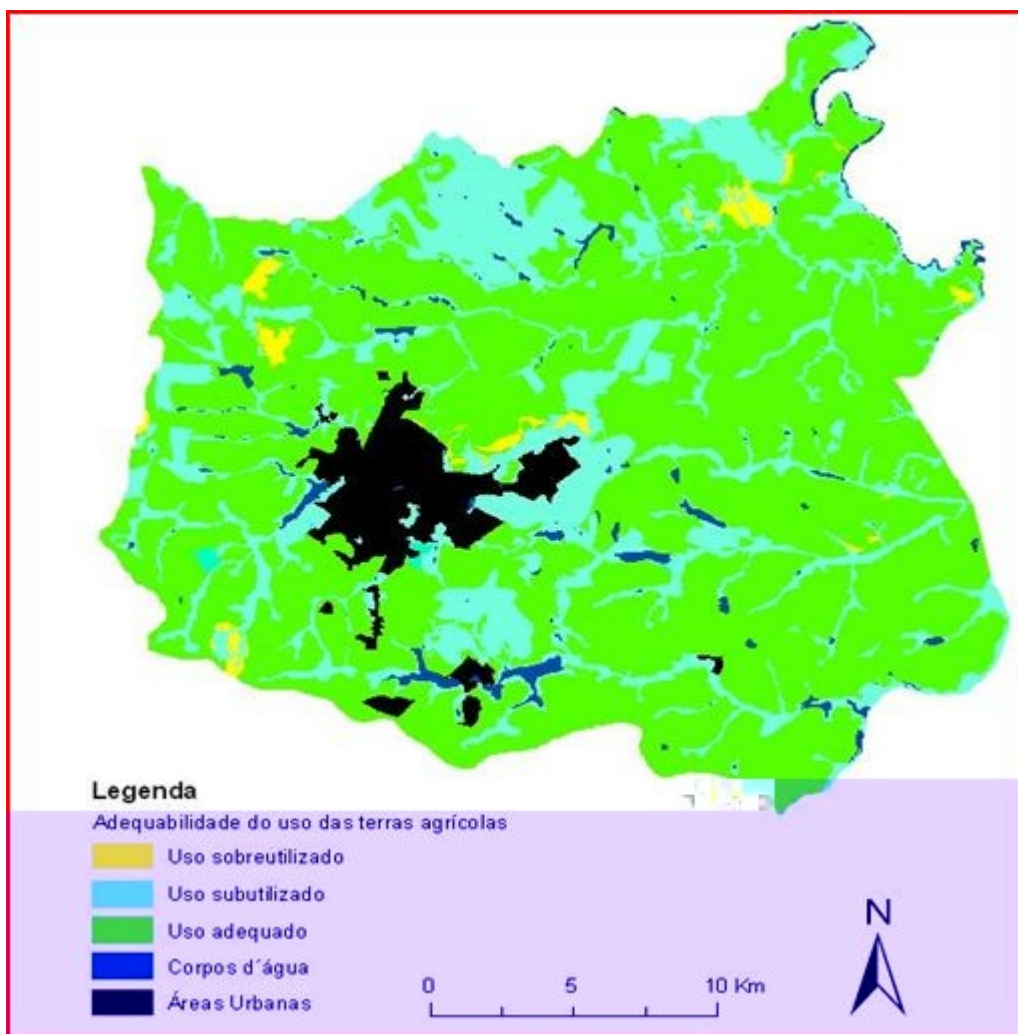 Legenda
Adequabilidade do uso das terras agrícolas
Uso sobreutilizado
Uso subutilizado
Uso adequado
Corpos d´água
Áreas Urbanas
N
0 5 10 Km